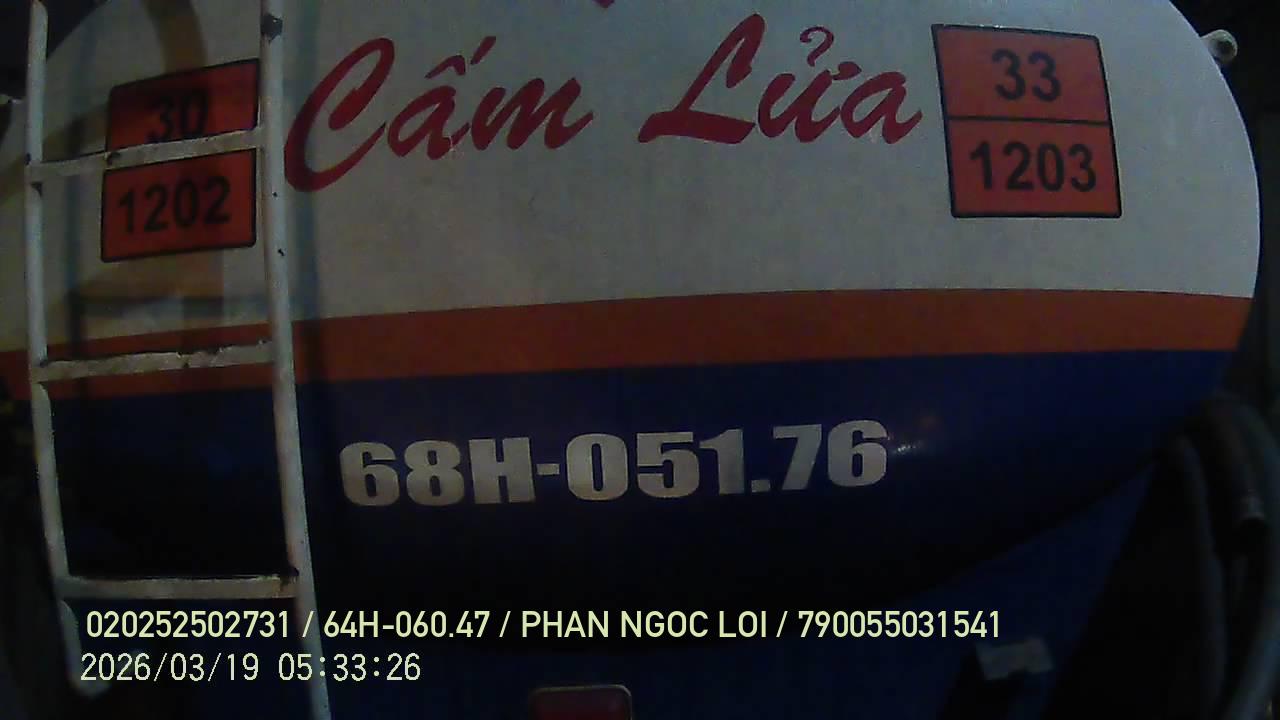 Cấm Lửa
30
1202
33
1203
68H-051.76
020252502731 / 64H-060.47 / PHAN NGOC LOI / 790055031541
2026/03/19 05:33:26